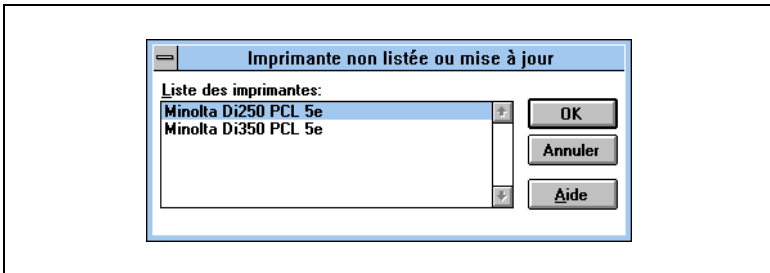 Imprimante non listée ou mise à jour
Liste des imprimantes:
Minolta Di250 PCL 5e
Minolta Di350 PCL 5e
OK
Annuler
Aide